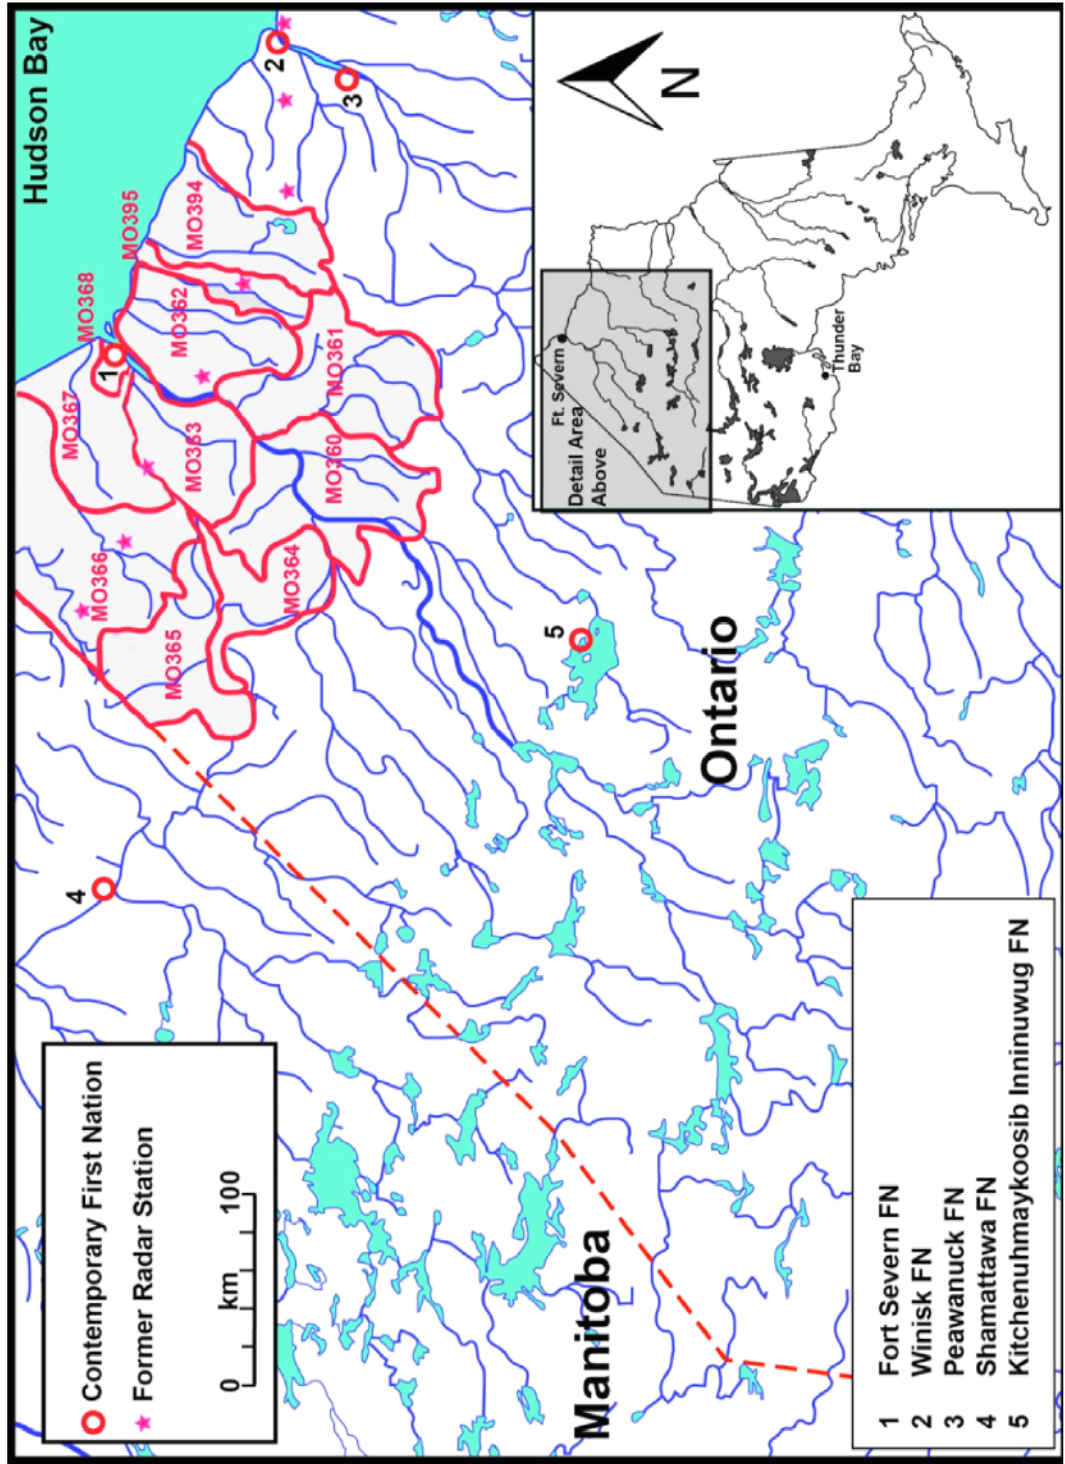 Hudson Bay
MO367
MO368
MO395
MO394
MO366
MO363
MO362
MO365
MO364
MO360
MO361
1
2
3
4
5
Manitoba
Ontario
Contemporary First Nation
Former Radar Station
0 km 100
1 Fort Severn FN
2 Winisk FN
3 Peawanuck FN
4 Shamattawa FN
5 Kitchenuhmaykoosib Inninuwug FN
N
Ft. Severn
Detail Area
Above
Thunder
Bay